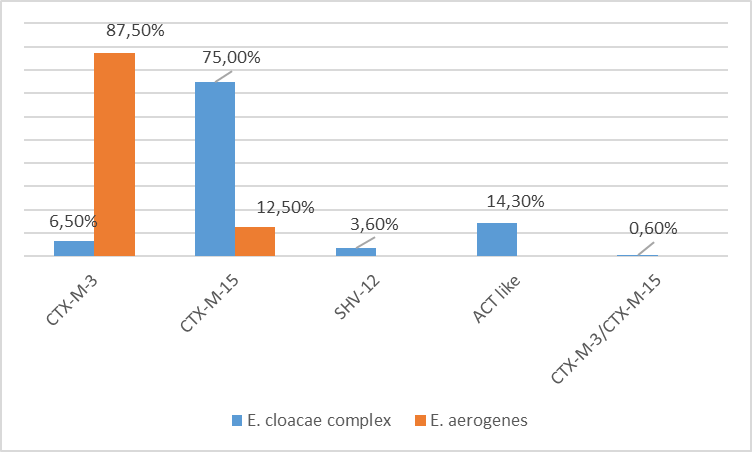 87,50%
75,00%
6,50%
12,50%
3,60%
14,30%
0,60%
CTX-M-3
CTX-M-15
SHV-12
ACT like
CTX-M-3/CTX-M-15
E. cloacae complex
E. aerogenes